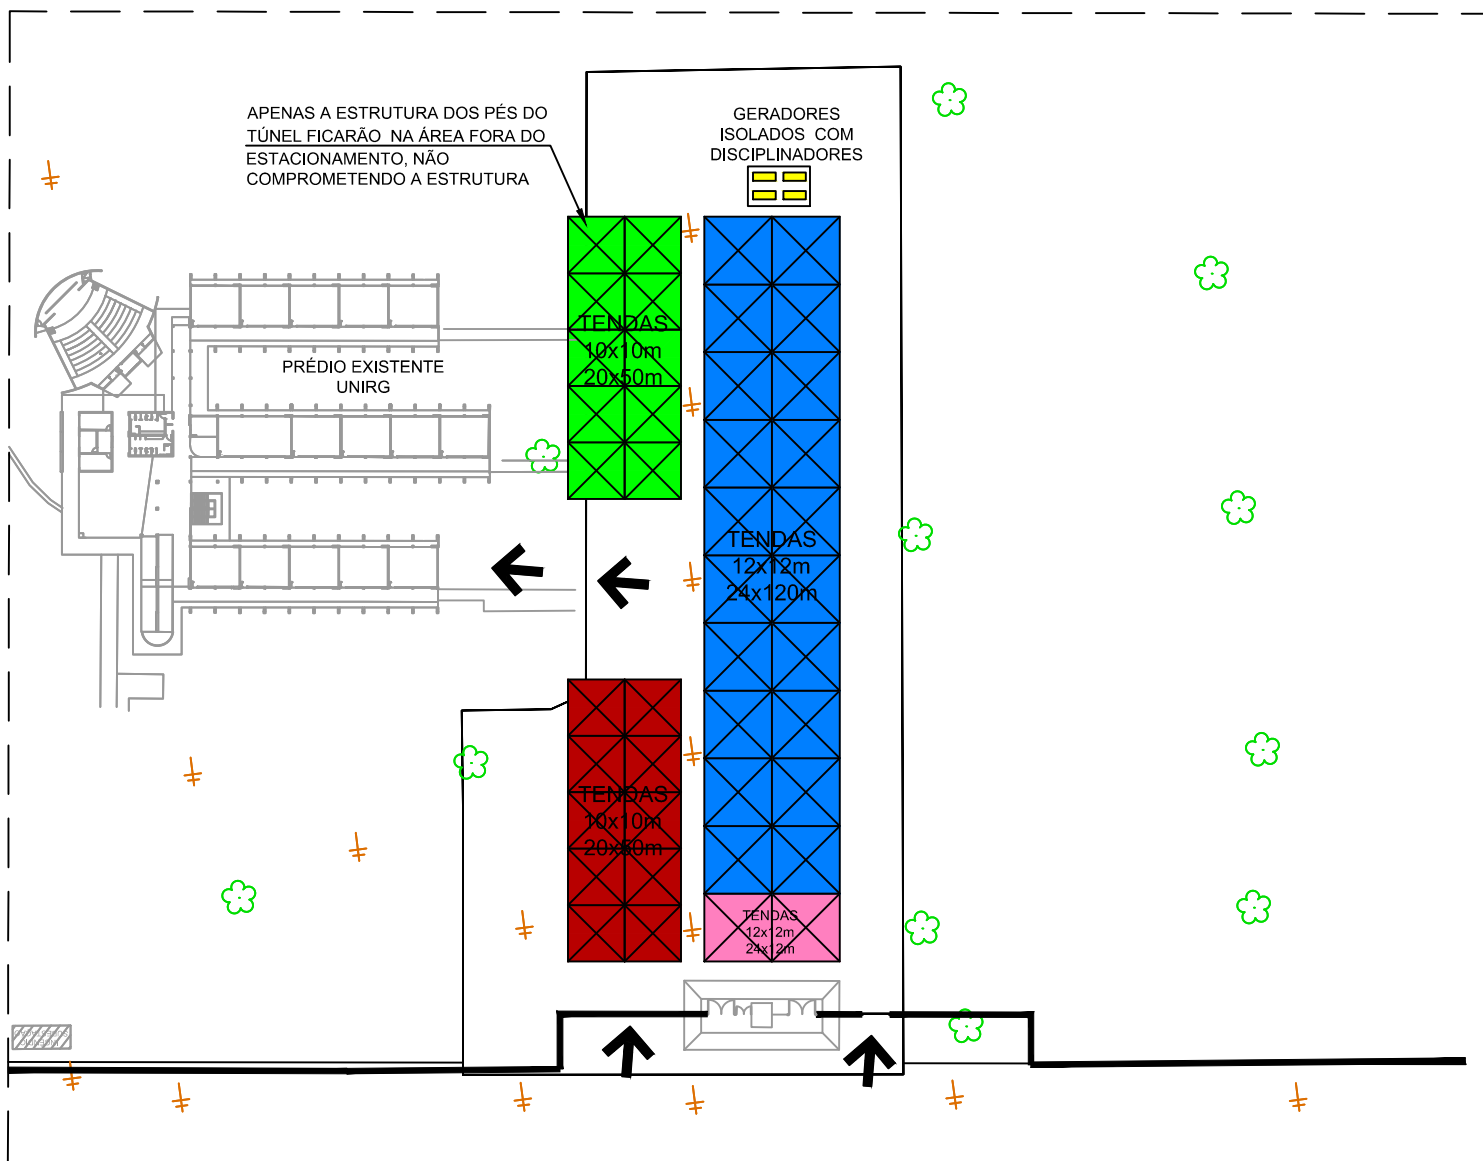 APENAS A ESTRUTURA DOS PÉS DO
TÚNEL FICARÃO NA ÁREA FORA DO
ESTACIONAMENTO, NÃO
COMPROMETENDO A ESTRUTURA
GERADORES
ISOLADOS COM
DISCIPLINADORES
TENDAS
10x10m
20x50m
PRÉDIO EXISTENTE
UNIRG
TENDAS
12x12m
24x120m
TENDAS
10x10m
TENDAS
12x12m
24x12m